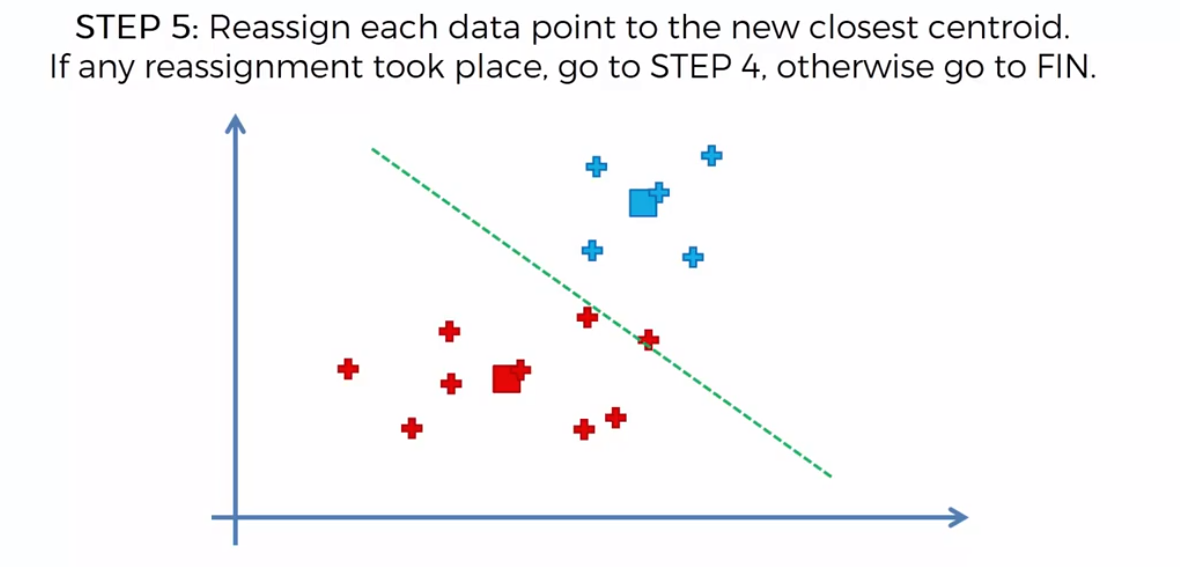 STEP 5: Reassign each data point to the new closest centroid.
If any reassignment took place, go to STEP 4, otherwise go to FIN.